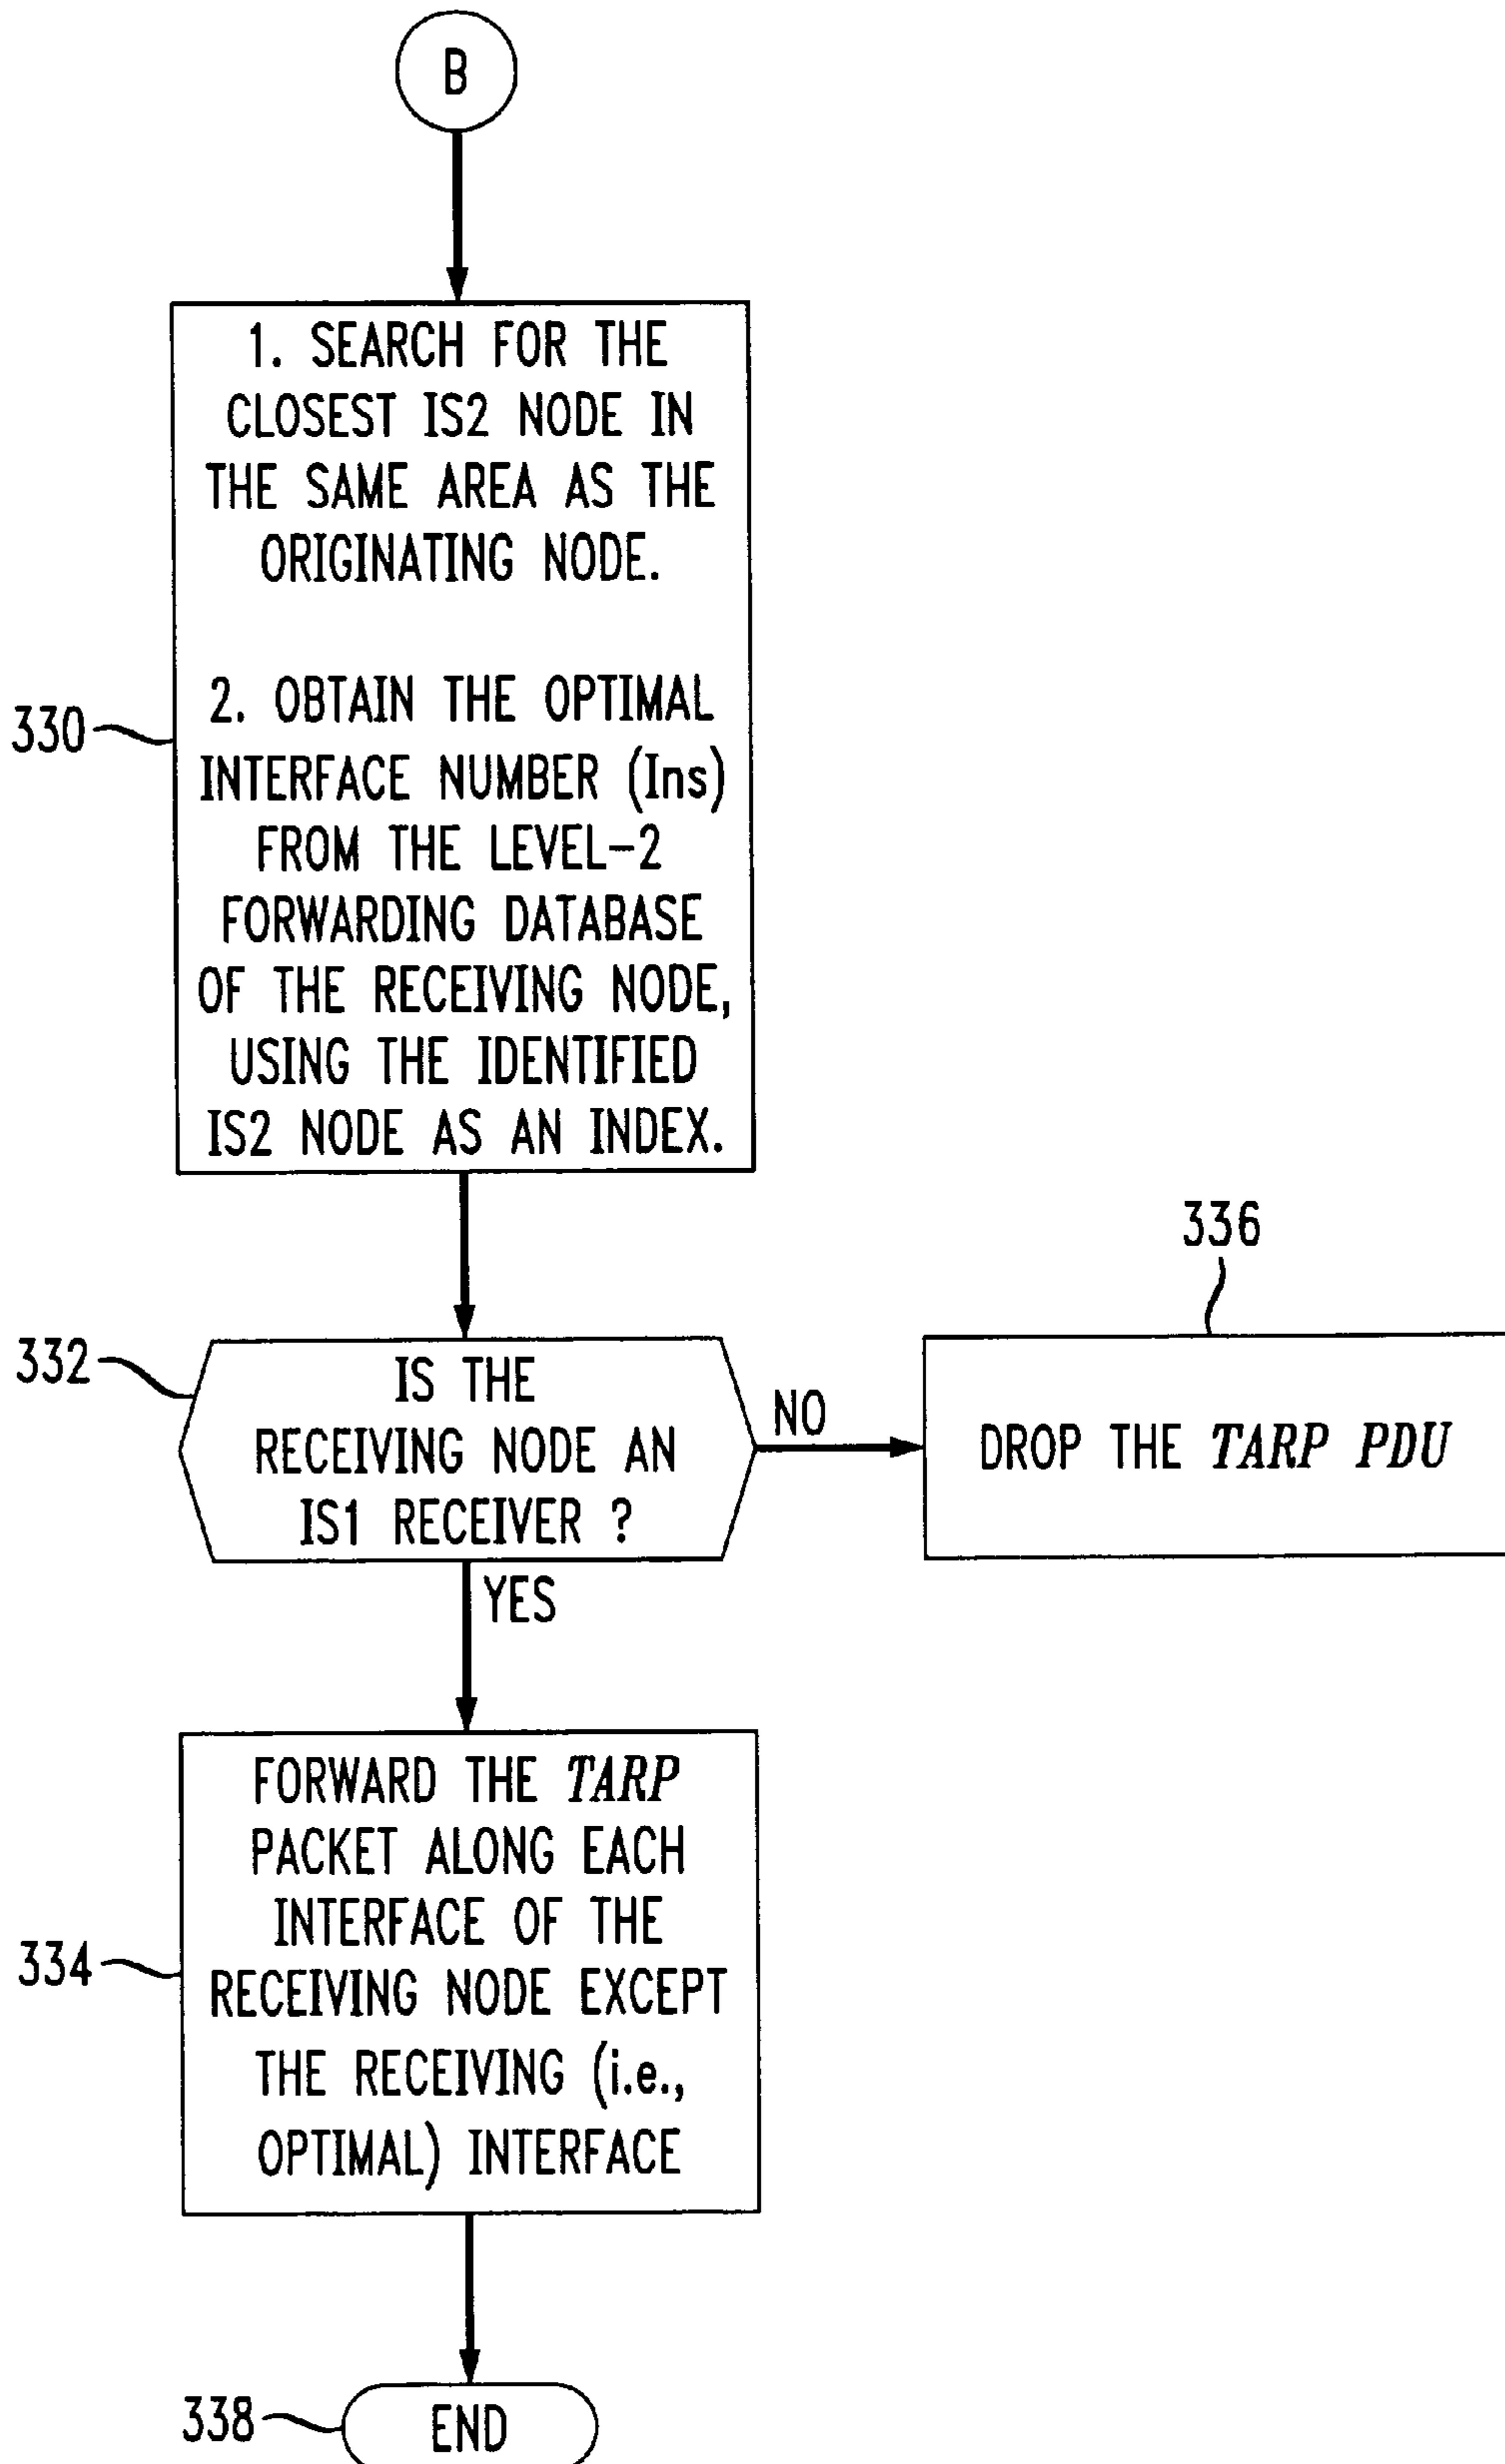 B
1. SEARCH FOR THE
CLOSEST IS2 NODE IN
THE SAME AREA AS THE
ORIGINATING NODE.
2. OBTAIN THE OPTIMAL
INTERFACE NUMBER (Ins)
FROM THE LEVEL-2
FORWARDING DATABASE
OF THE RECEIVING NODE,
USING THE IDENTIFIED
IS2 NODE AS AN INDEX.
330
336
332
IS THE
RECEIVING NODE AN
IS1 RECEIVER ?
NO
DROP THE TARP PDU
YES
FORWARD THE TARP
PACKET ALONG EACH
INTERFACE OF THE
RECEIVING NODE EXCEPT
THE RECEIVING (i.e.,
OPTIMAL) INTERFACE
334
338
END